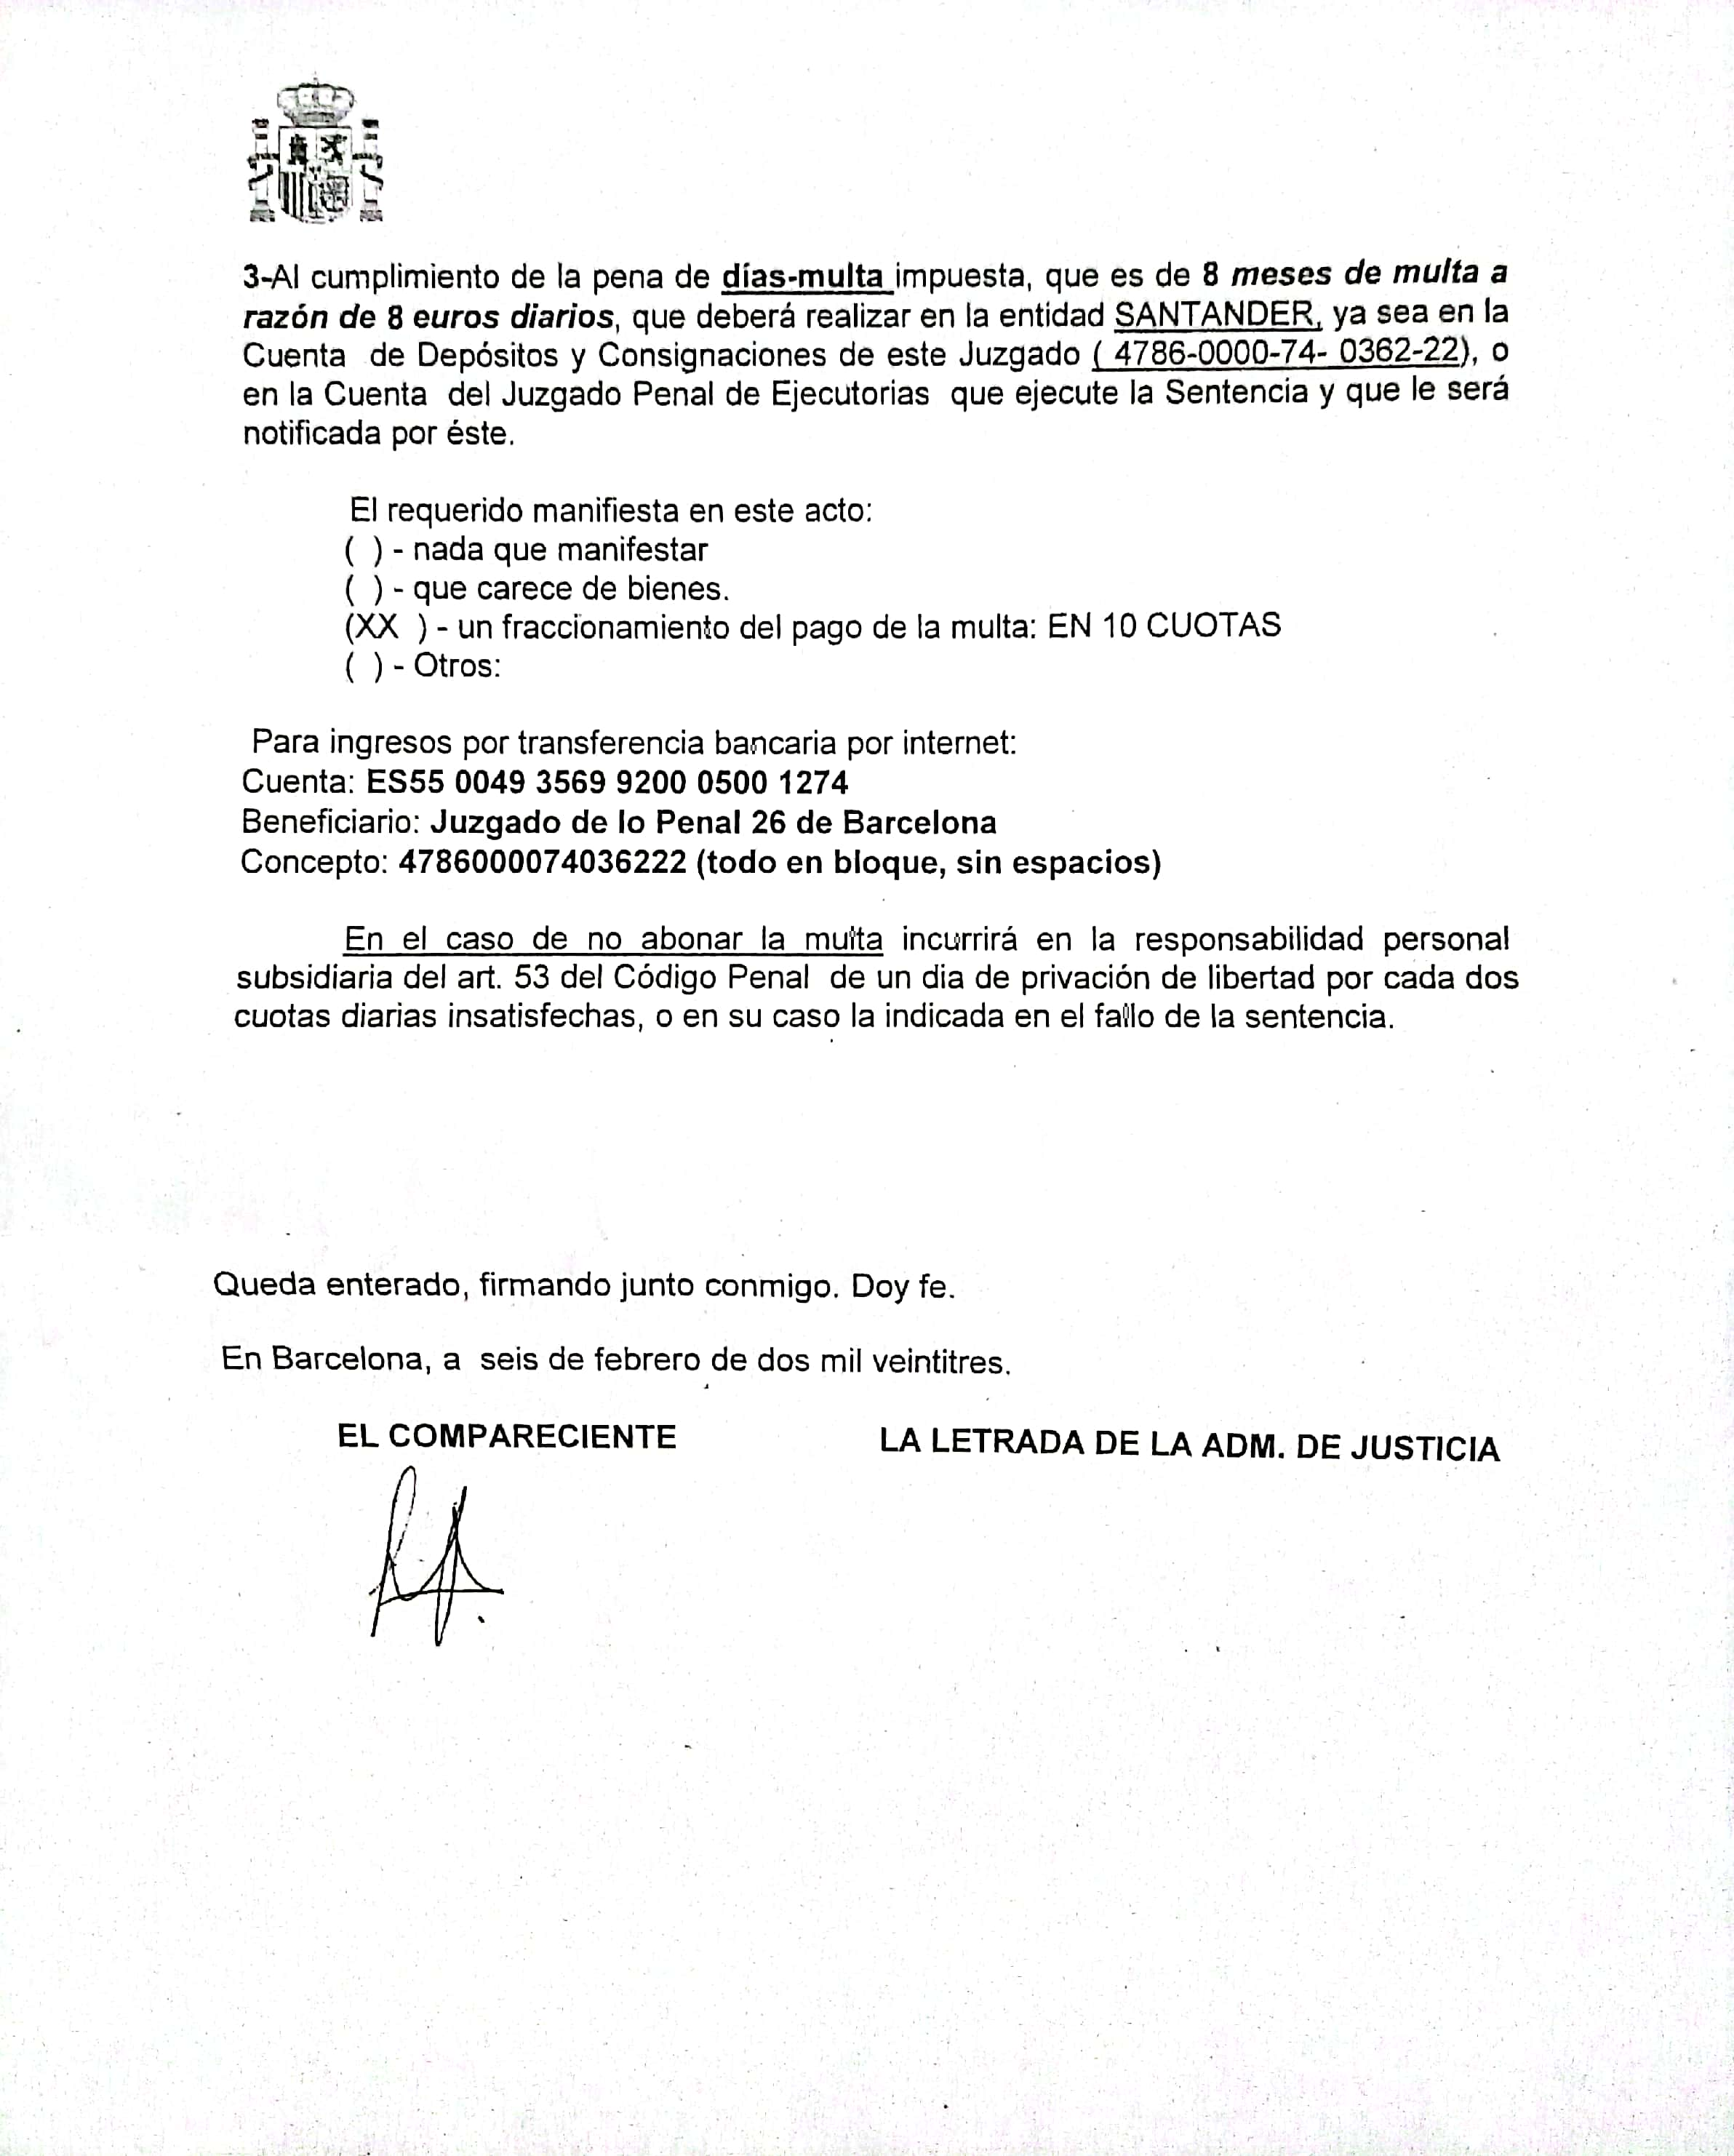 3-Al cumplimiento de la pena de días-multa impuesta, que es de 8 meses de multa a
razón de 8 euros diarios, que deberá realizar en la entidad SANTANDER, ya sea en la
Cuenta de Depósitos y Consignaciones de este Juzgado ( 4786-0000-74- 0362-22), o
en la Cuenta del Juzgado Penal de Ejecutorias que ejecute la Sentencia y que le será
notificada por éste.
El requerido manifiesta en este acto:
( ) - nada que manifestar
( ) - que carece de bienes.
(XX ) - un fraccionamiento del pago de la multa: EN 10 CUOTAS
( ) - Otros:
Para ingresos por transferencia bancaria por internet:
Cuenta: ES55 0049 3569 9200 0500 1274
Beneficiario: Juzgado de lo Penal 26 de Barcelona
Concepto: 4786000074036222 (todo en bloque, sin espacios)
En el caso de no abonar la multa incurrirá en la responsabilidad personal
subsidiaria del art. 53 del Código Penal de un dia de privación de libertad por cada dos
cuotas diarias insatisfechas, o en su caso la indicada en el fallo de la sentencia.
Queda enterado, firmando junto conmigo. Doy fe.
En Barcelona, a seis de febrero de dos mil veintitres.
EL COMPARECIENTE
LA LETRADA DE LA ADM. DE JUSTICIA